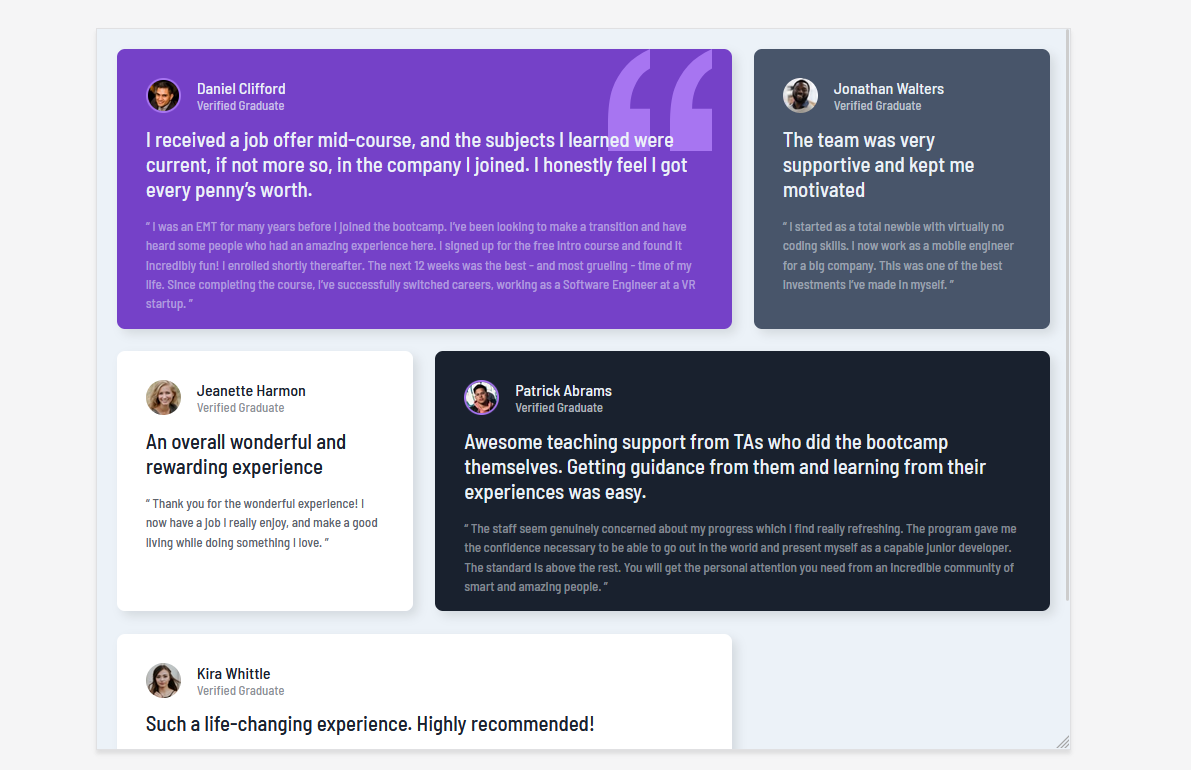 Daniel Clifford
Verified Graduate
I received a job offer mid-course, and the subjects I learned were
current, if not more so, in the company I joined. I honestly feel I got
every penny’s worth.
“ I was an EMT for many years before I joined the bootcamp. I’ve been looking to make a transition and have
heard some people who had an amazing experience here. I signed up for the free intro course and found it
incredibly fun! I enrolled shortly thereafter. The next 12 weeks was the best - and most grueling - time of my
life. Since completing the course, I’ve successfully switched careers, working as a Software Engineer at a VR
startup. ”
Jonathan Walters
Verified Graduate
The team was very
supportive and kept me
motivated
“ I started as a total newbie with virtually no
coding skills. I now work as a mobile engineer
for a big company. This was one of the best
investments I’ve made in myself. ”
Jeanette Harmon
Verified Graduate
An overall wonderful and
rewarding experience
“ Thank you for the wonderful experience! I
now have a job I really enjoy, and make a good
living while doing something I love. ”
Patrick Abrams
Verified Graduate
Awesome teaching support from TAs who did the bootcamp
themselves. Getting guidance from them and learning from their
experiences was easy.
“ The staff seem genuinely concerned about my progress which I find really refreshing. The program gave me
the confidence necessary to be able to go out in the world and present myself as a capable junior developer.
The standard is above the rest. You will get the personal attention you need from an incredible community of
smart and amazing people. ”
Kira Whittle
Verified Graduate
Such a life-changing experience. Highly recommended!